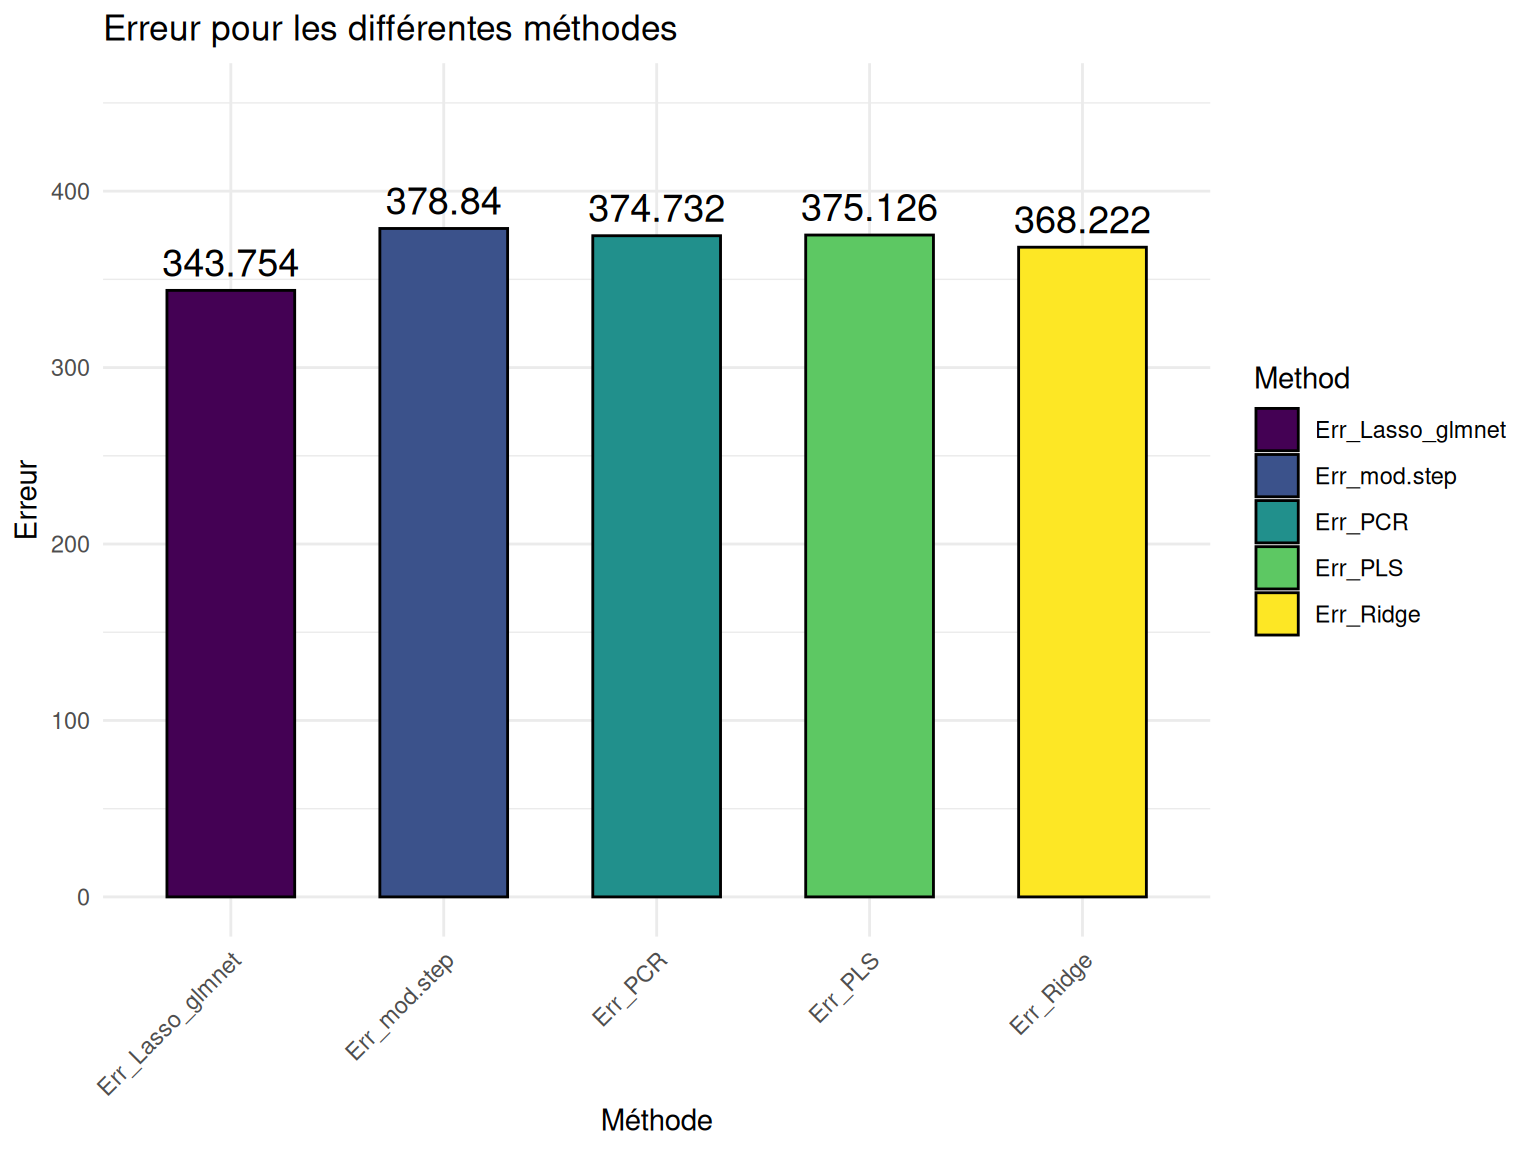 Erreur pour les différentes méthodes
Erreur
400
300
200
100
0
343.754
378.84
374.732
375.126
368.222
Err_Lasso_glmnet
Err_mod.step
Err_PCR
Err_PLS
Err_Ridge
Méthode
Method
Err_Lasso_glmnet
Err_mod.step
Err_PCR
Err_PLS
Err_Ridge